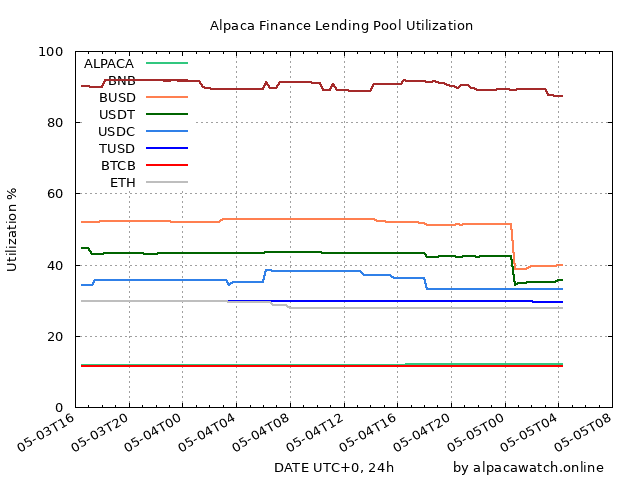 Alpaca Finance Lending Pool Utilization
100
80
60
40
20
0
Utilization %
ALPACA
BNB
BUSD
USDT
USDC
TUSD
BTCB
ETH
05-03T16
05-03T20
05-04T00
05-04T04
05-04T08
05-04T12
05-04T16
05-04T20
05-05T00
05-05T04
05-05T08
DATE UTC+0, 24h
by alpacawatch.online